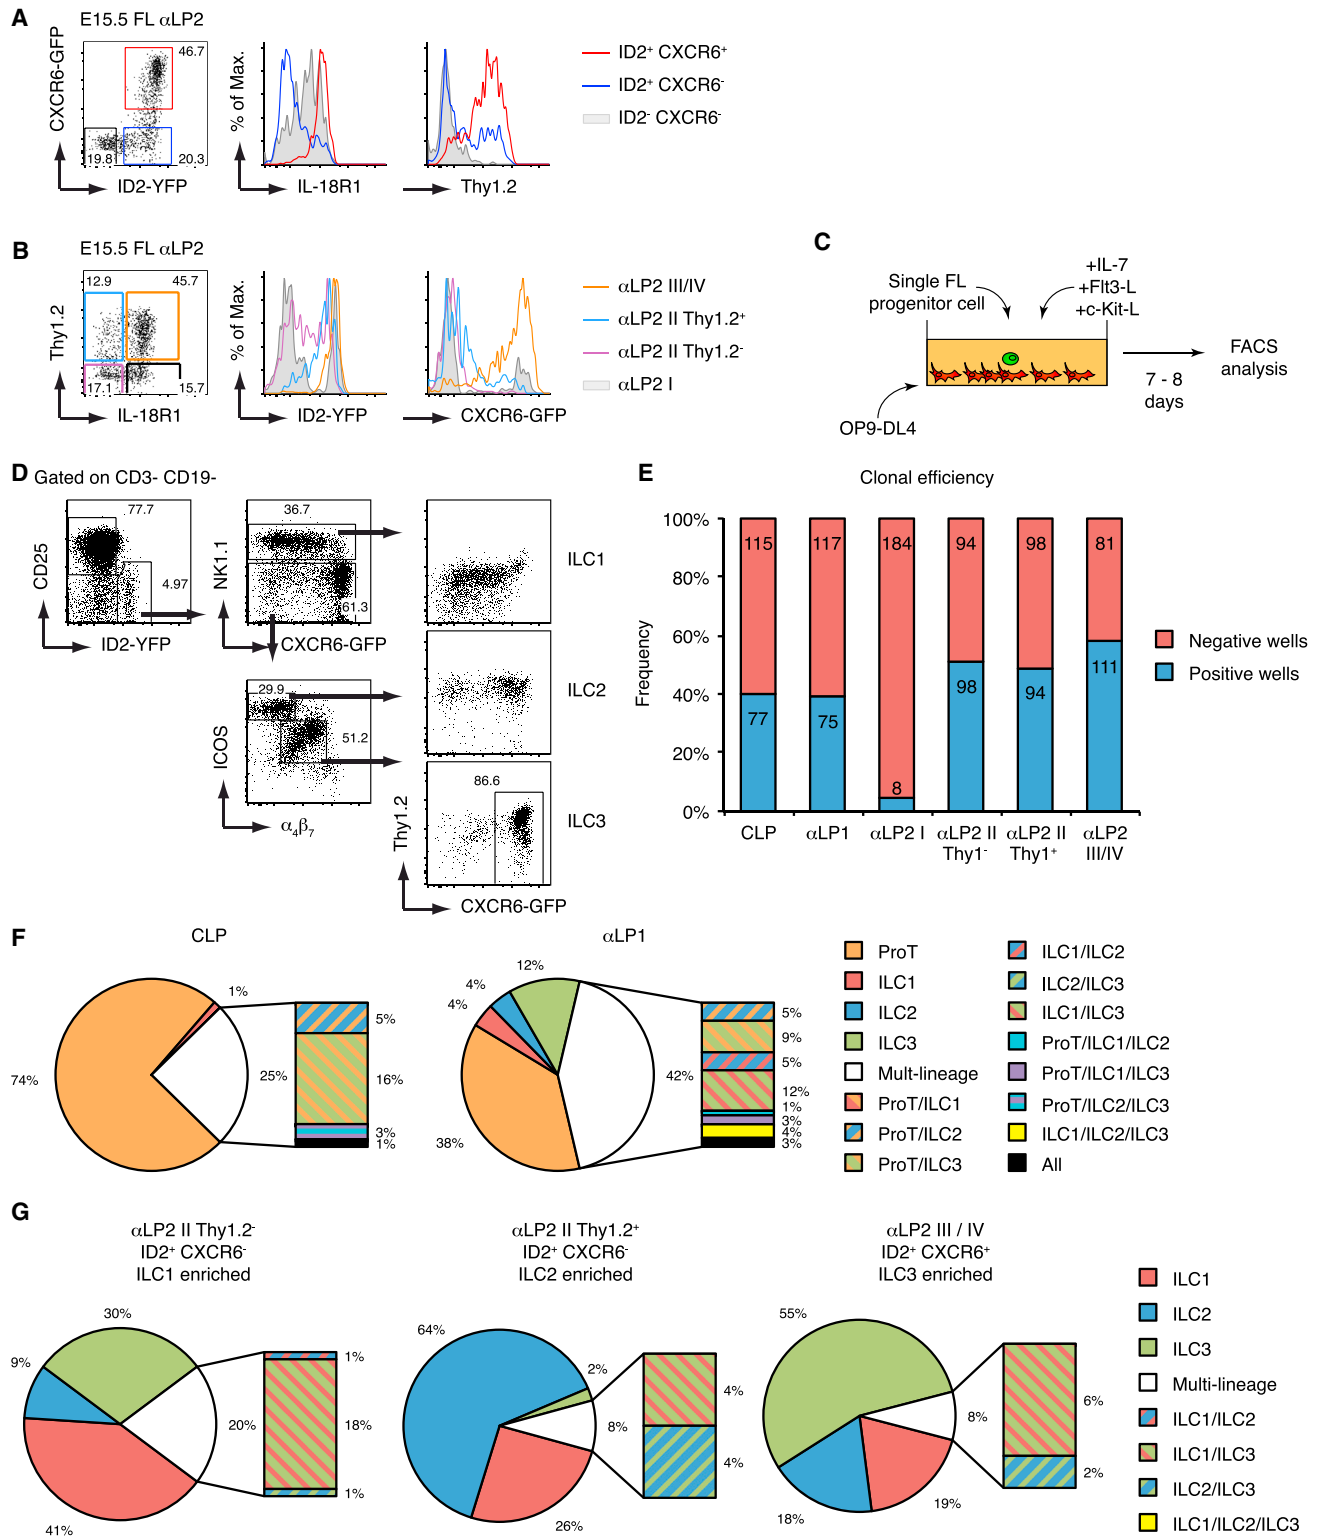 A
E15.5 FL αLP2
CXCR6-GFP
46.7
19.8
20.3
ID2-YFP
% of Max.
IL-18R1
Thy1.2
ID2⁺ CXCR6⁺
ID2⁺ CXCR6⁻
ID2⁻ CXCR6⁻
B
E15.5 FL αLP2
Thy1.2
12.9
45.7
17.1
15.7
IL-18R1
% of Max.
ID2-YFP
CXCR6-GFP
αLP2 III/IV
αLP2 II Thy1.2⁺
αLP2 II Thy1.2⁻
αLP2 I
C
Single FL
progenitor cell
+IL-7
+Flt3-L
+c-Kit-L
OP9-DL4
7 - 8
days
FACS
analysis
D
Gated on CD3- CD19-
CD25
77.7
4.97
ID2-YFP
NK1.1
36.7
61.3
CXCR6-GFP
ICOS
29.9
51.2
α₄β₇
ILC1
ILC2
ILC3
Thy1.2
86.6
CXCR6-GFP
E
Clonal efficiency
Frequency
100%
80%
60%
40%
20%
0%
115
117
184
94
98
81
77
75
8
98
94
111
CLP
αLP1
αLP2 I
αLP2 II
Thy1⁻
αLP2 II
Thy1⁺
αLP2
III/IV
Negative wells
Positive wells
F
CLP
74%
1%
25%
5%
16%
3%
1%
αLP1
38%
4%
4%
12%
42%
5%
9%
5%
12%
1%
3%
4%
3%
ProT
ILC1
ILC2
ILC3
Mult-lineage
ProT/ILC1
ProT/ILC2
ProT/ILC3
ILC1/ILC2
ILC2/ILC3
ILC1/ILC3
ProT/ILC1/ILC2
ProT/ILC1/ILC3
ProT/ILC2/ILC3
ILC1/ILC2/ILC3
All
G
αLP2 II Thy1.2⁻
ID2⁺ CXCR6⁻
ILC1 enriched
30%
9%
41%
20%
1%
18%
1%
αLP2 II Thy1.2⁺
ID2⁺ CXCR6⁻
ILC2 enriched
64%
2%
8%
26%
4%
4%
αLP2 III / IV
ID2⁺ CXCR6⁺
ILC3 enriched
55%
8%
18%
19%
6%
2%
ILC1
ILC2
ILC3
Multi-lineage
ILC1/ILC2
ILC1/ILC3
ILC2/ILC3
ILC1/ILC2/ILC3